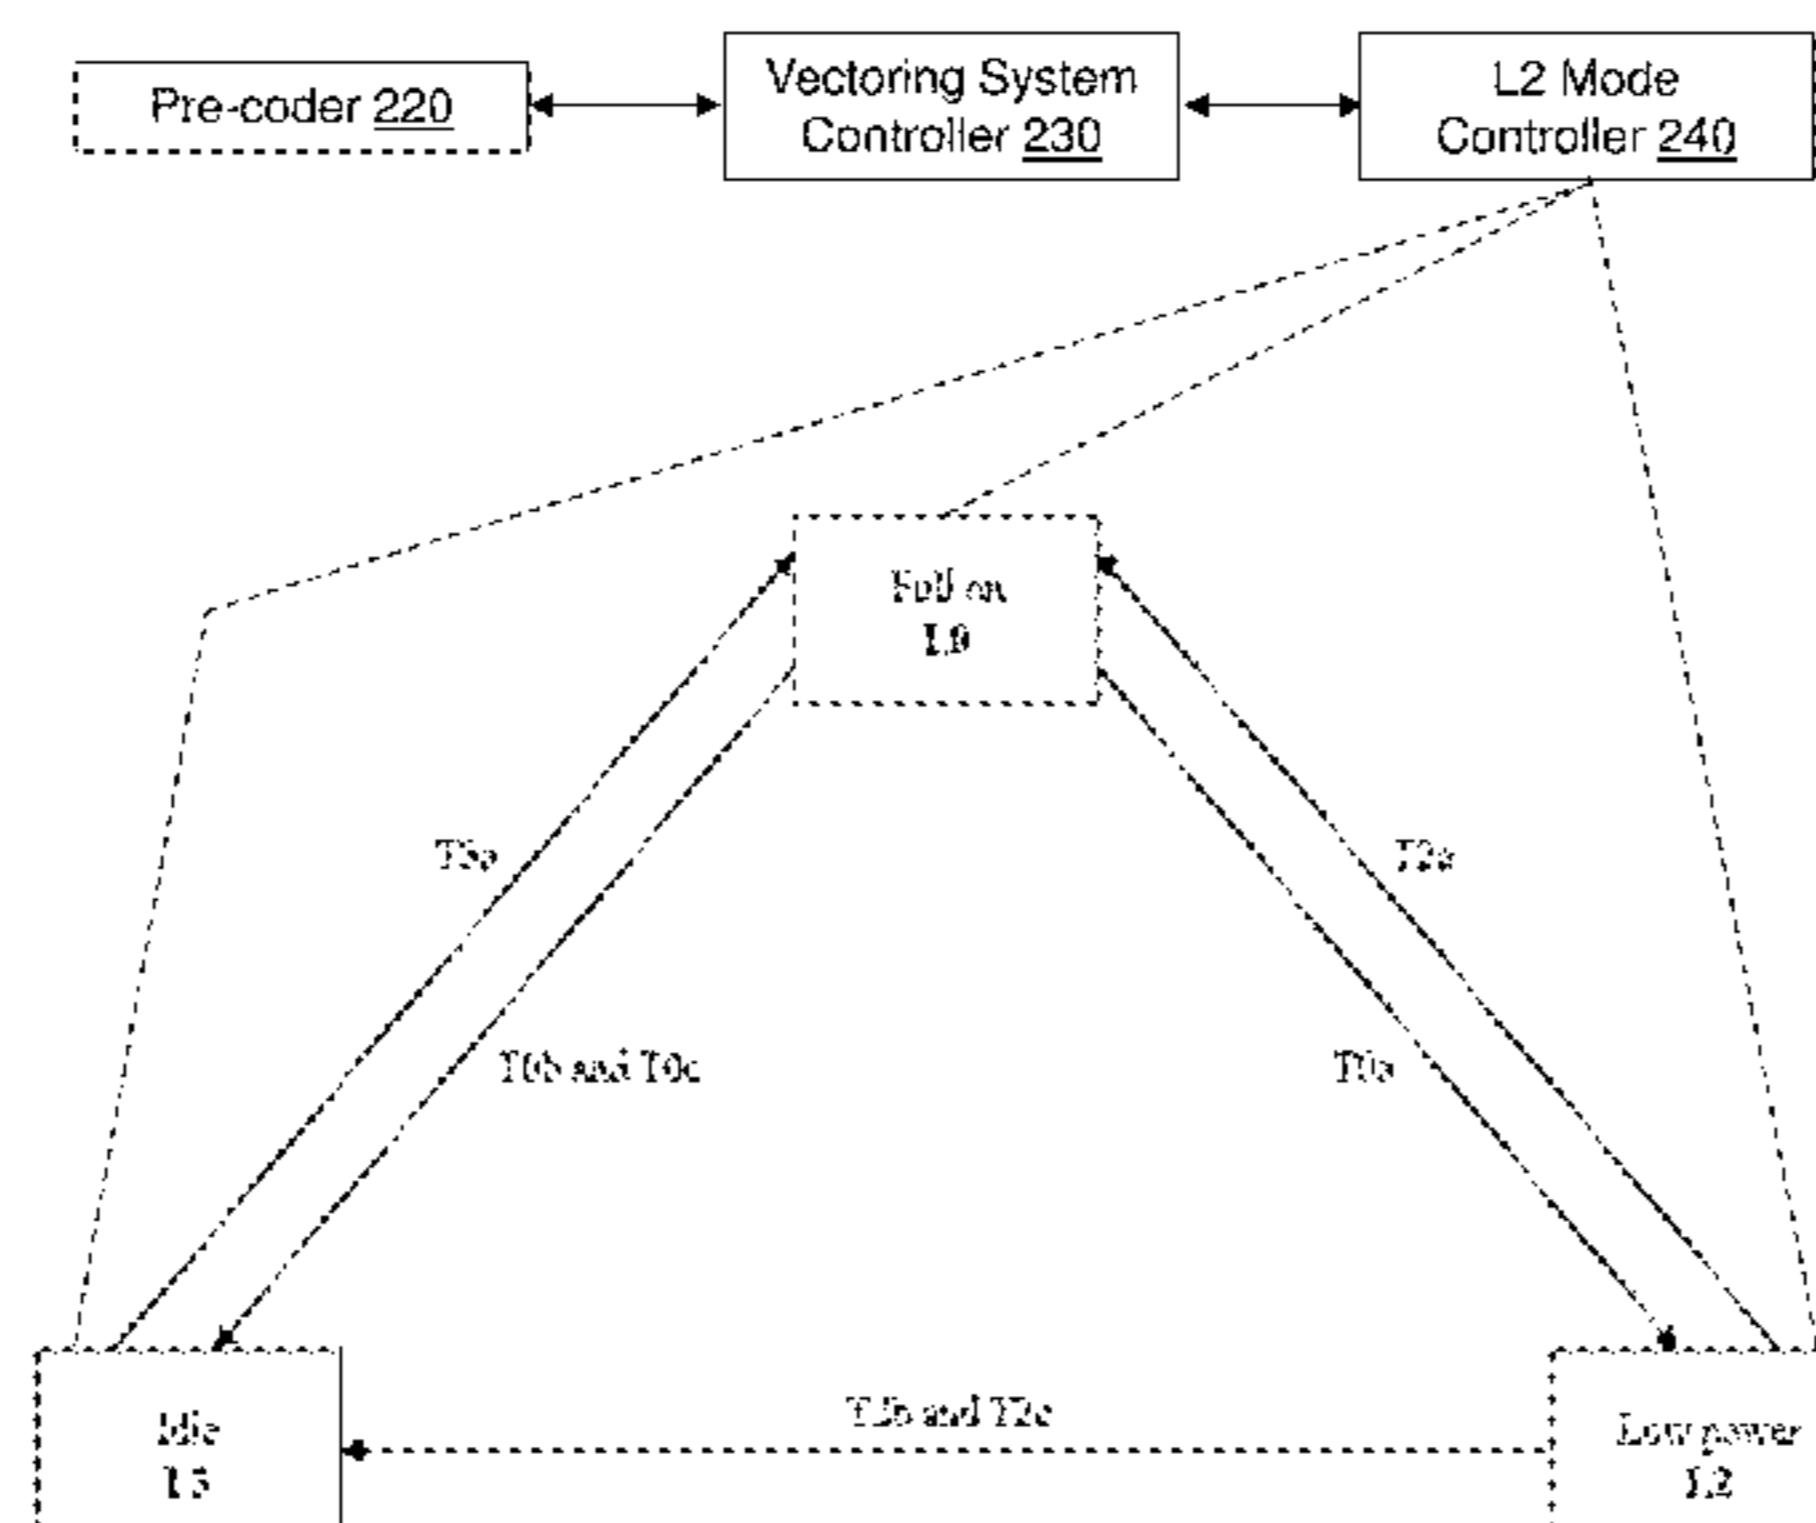 Pre-coder 220
Vectoring System
Controller 230
L2 Mode
Controller 240
Full on
L0
T3a
T2a
T0b and T0c
T0a
T2b and T2c
Idle
L3
Low power
L2